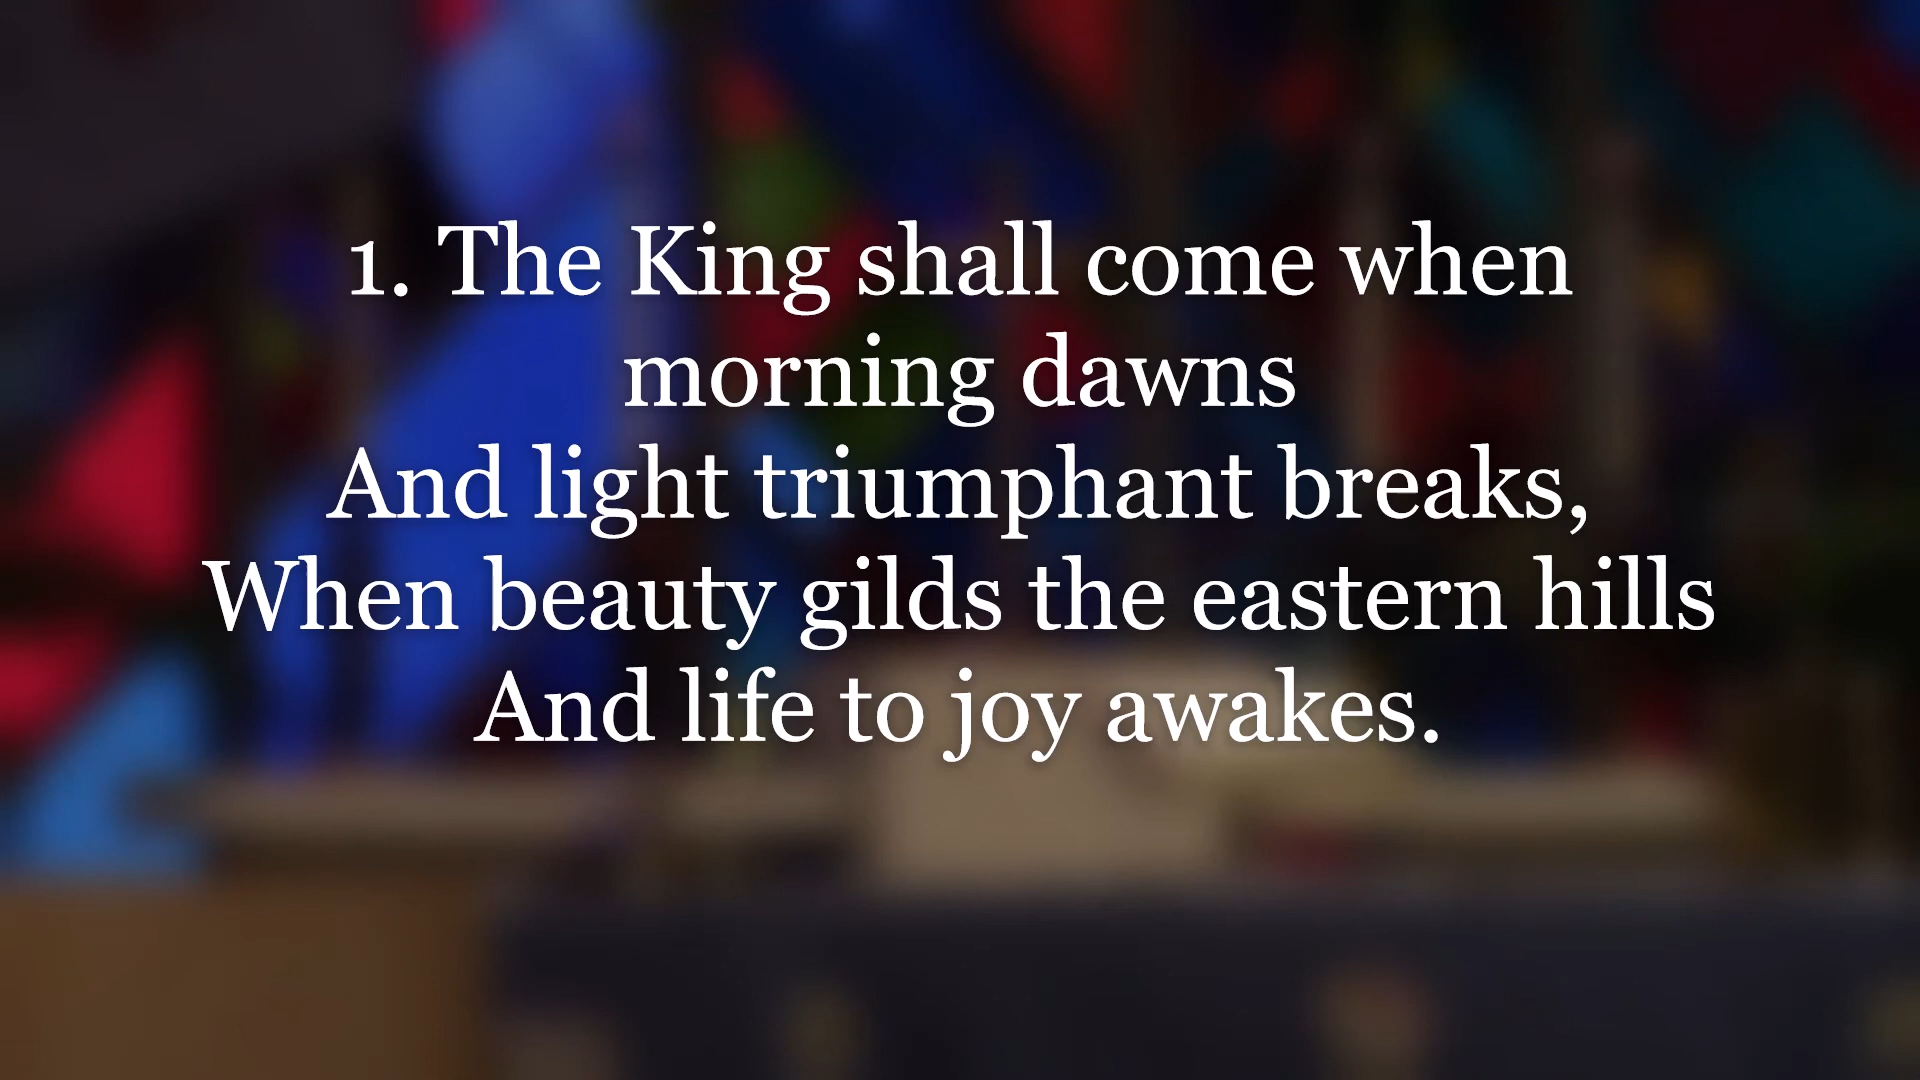 1. The King shall come when
morning dawns
And light triumphant breaks,
When beauty gilds the eastern hills
And life to joy awakes.